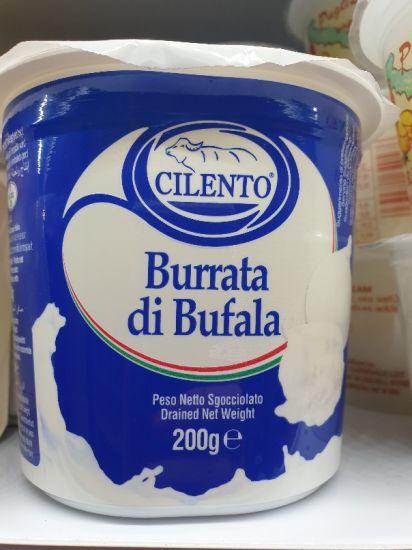 CILENTO®
Burrata
di Bufala
Peso Netto Sgocciolato
Drained Net Weight
200g e